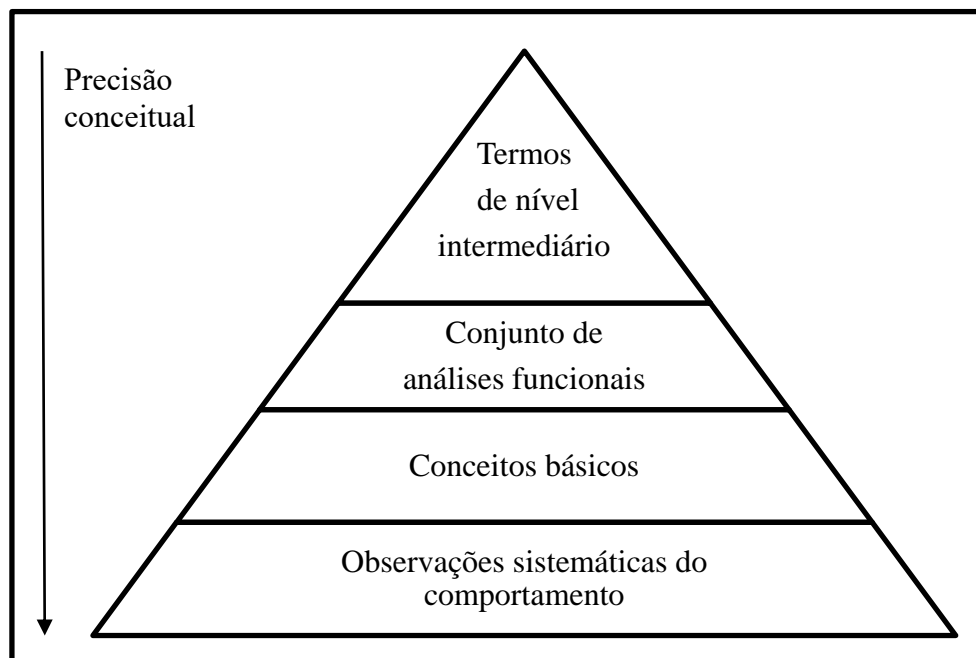 Precisão
conceitual
Termos
de nível
intermediário
Conjunto de
análises funcionais
Conceitos básicos
Observações sistemáticas do
comportamento